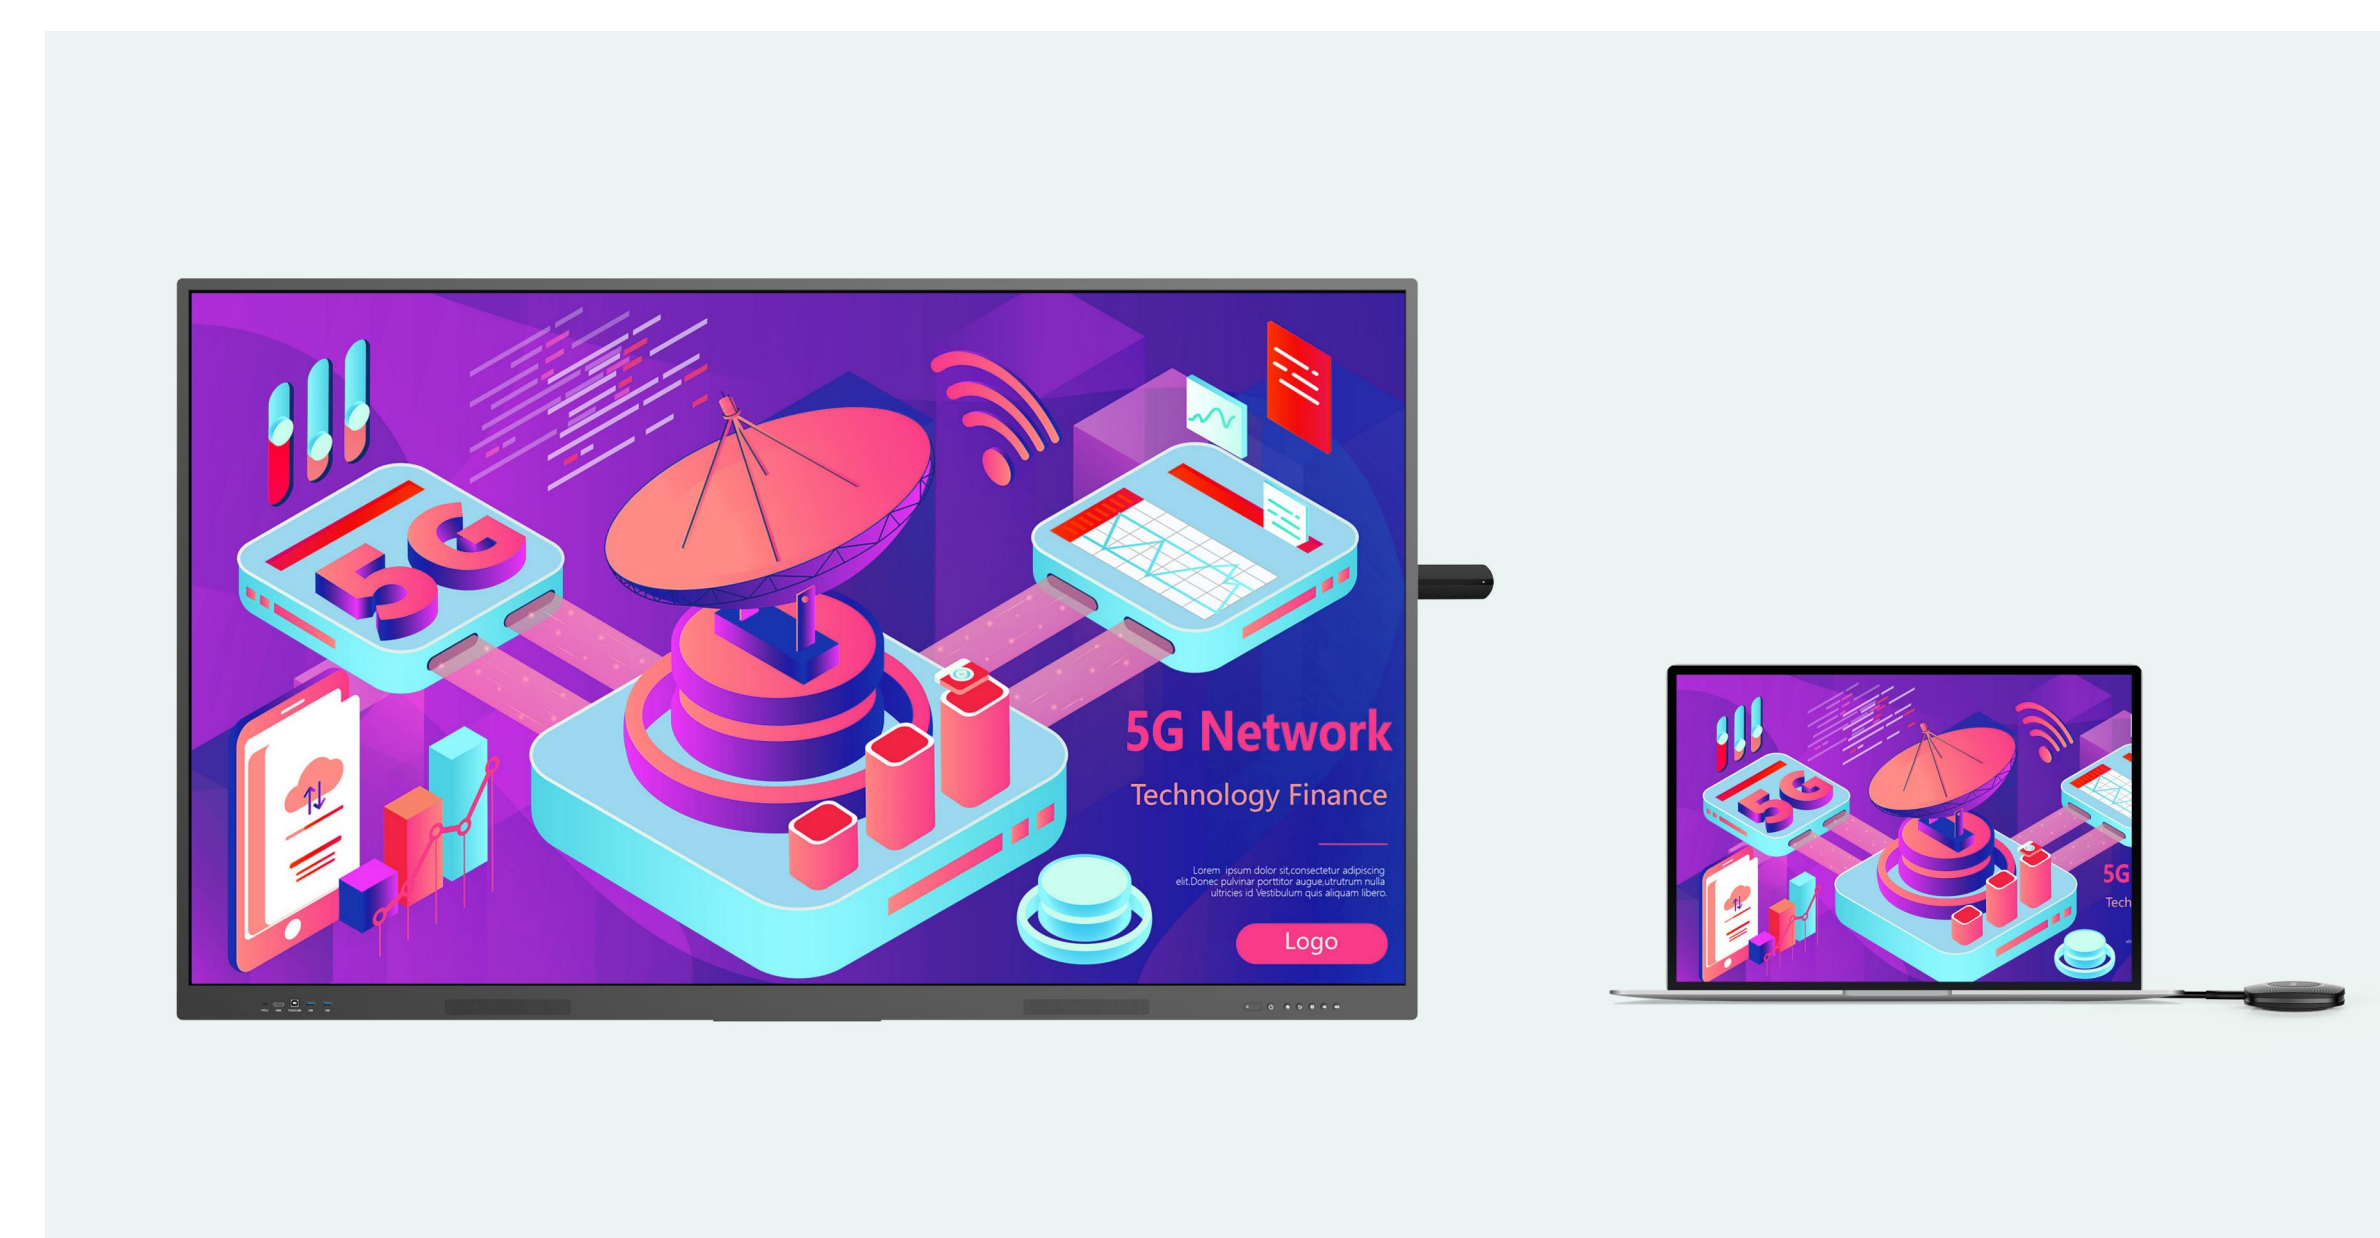 5G
5G Network
Technology Finance
Lorem ipsum dolor sit,consectetur adipiscing
elit.Donec pulvinar porttitor augue,utrutrum nulla
ultricies id Vestibulum quis aliquam libero.
Logo
5G
5G
Tech